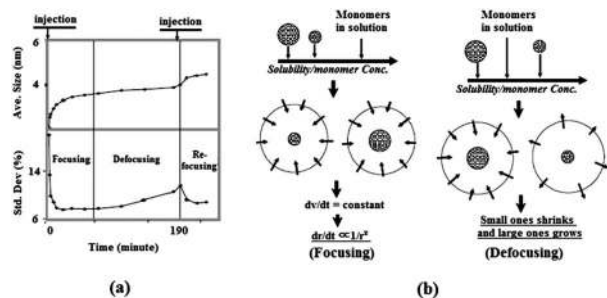 injection
injection
6
4
Ave. Size (nm)
Focusing
Defocusing
Re-
focusing
14
6
Std. Dev (%)
0
190
Time (minute)
(a)
Monomers
in solution
Solubility/monomer Conc.
dv/dt = constant
dr/dt ∝1/r²
(Focusing)
Monomers
in solution
Solubility/monomer Conc.
Small ones shrinks
and large ones grows
(Defocusing)
(b)